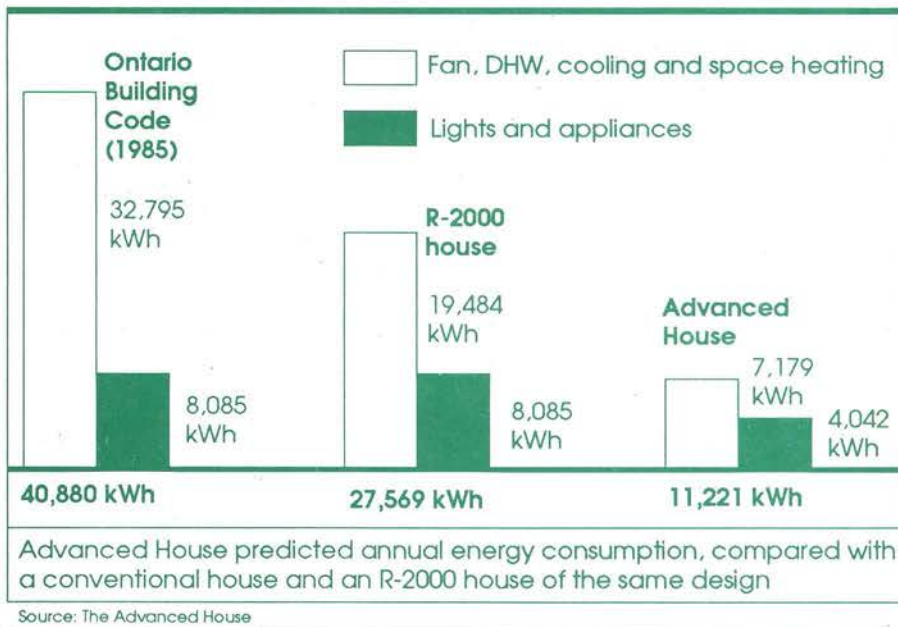 Ontario
Building
Code
(1985)
32,795
kWh
8,085
kWh
Fan, DHW, cooling and space heating
Lights and appliances
R-2000
house
19,484
kWh
8,085
kWh
Advanced
House
7,179
kWh
4,042
kWh
40,880 kWh
27,569 kWh
11,221 kWh
Advanced House predicted annual energy consumption, compared with
a conventional house and an R-2000 house of the same design
Source: The Advanced House